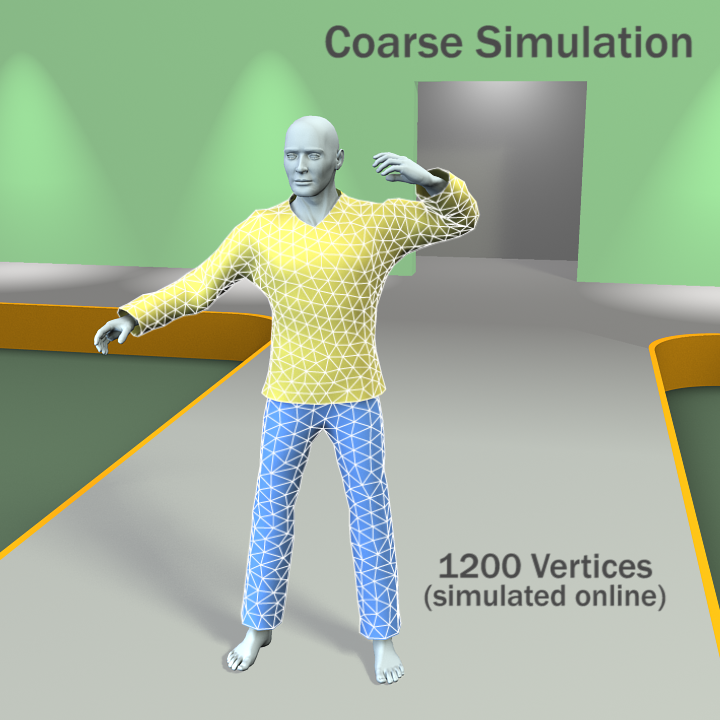 Coarse Simulation
1200 Vertices
(simulated online)